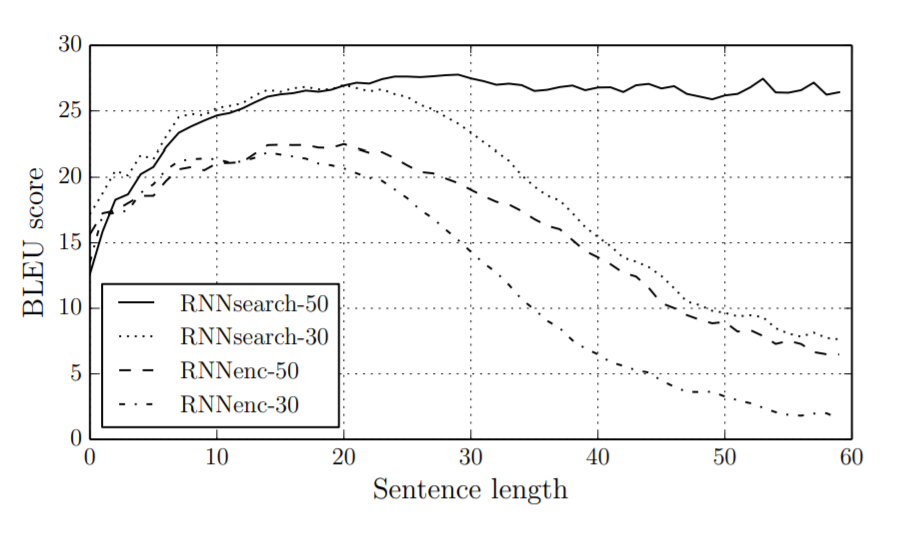 30
25
20
15
10
5
0
BLEU score
RNNsearch-50
RNNsearch-30
RNNenc-50
RNNenc-30
0 10 20 30 40 50 60
Sentence length